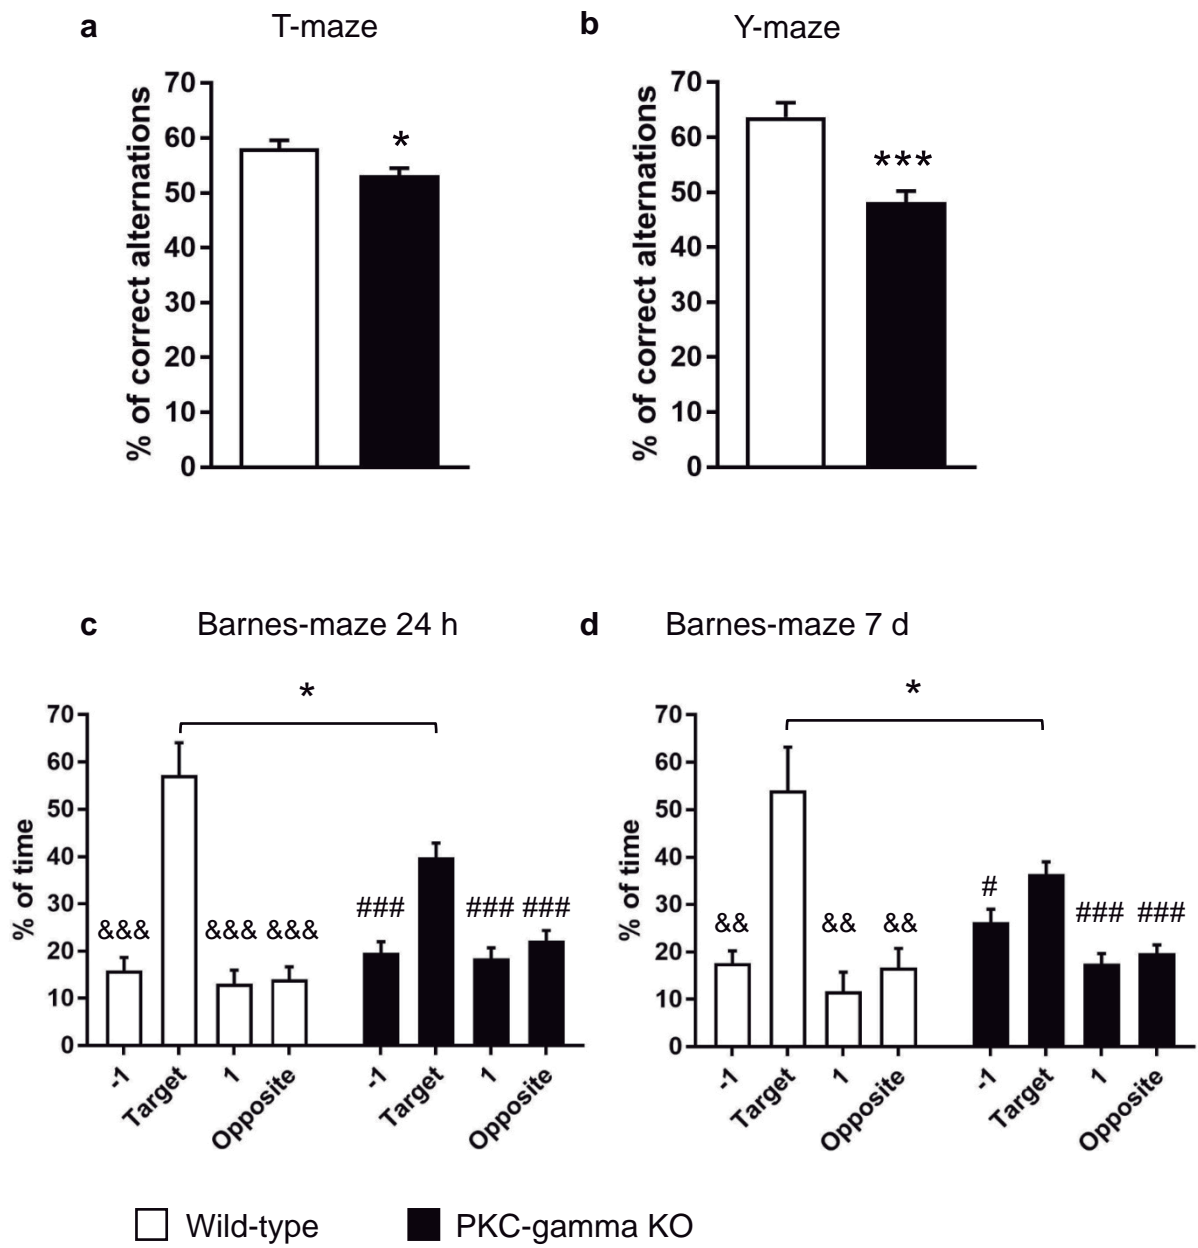 a T-maze
70
60
50
40
30
20
10
0
% of correct alternations
*
b Y-maze
70
60
50
40
30
20
10
0
% of correct alternations
***
c Barnes-maze 24 h
*
70
60
50
40
30
20
10
0
% of time
&&& &&& &&& ### ### ###
-1 Target 1 Opposite -1 Target 1 Opposite
d Barnes-maze 7 d
*
70
60
50
40
30
20
10
0
% of time
&& && && # ### ###
-1 Target 1 Opposite -1 Target 1 Opposite
Wild-type PKC-gamma KO